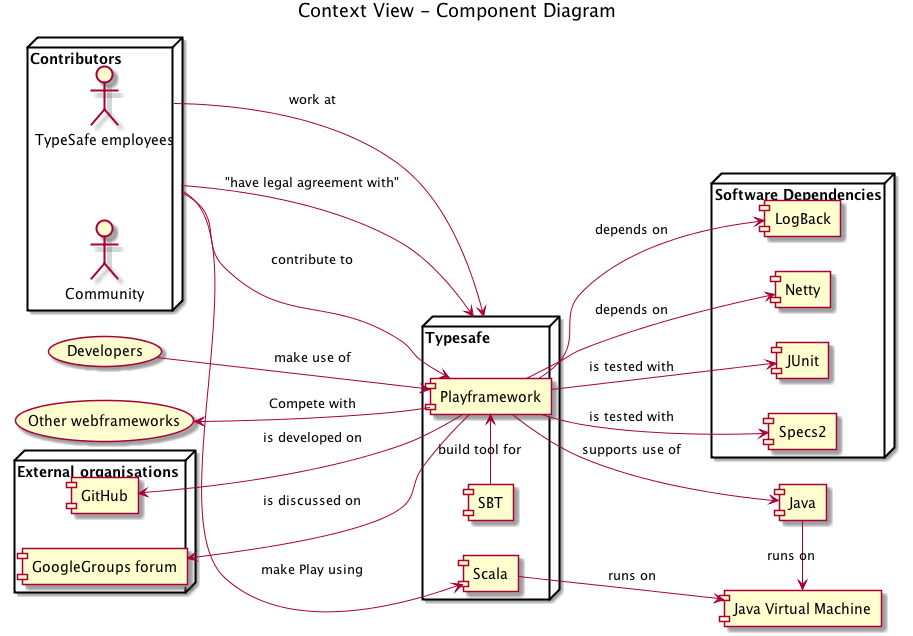 Context View - Component Diagram
Contributors
TypeSafe employees
Community
work at
"have legal agreement with"
contribute to
Developers
make use of
Other webframeworks
Compete with
is developed on
External organisations
GitHub
is discussed on
GoogleGroups forum
make Play using
Typesafe
Playframework
build tool for
SBT
Scala
Software Dependencies
LogBack
depends on
Netty
depends on
JUnit
is tested with
Specs2
is tested with
supports use of
Java
runs on
runs on
Java Virtual Machine